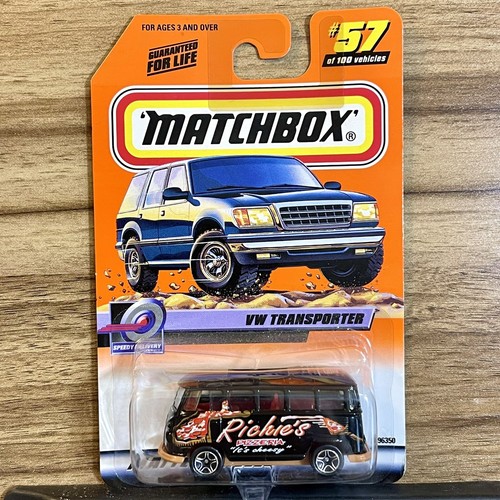 FOR AGES 3 AND OVER
GUARANTEED
FOR LIFE
#57
of 100 vehicles
"MATCHBOX"®
VW TRANSPORTER
SPEEDY DELIVERY
96350
Richie's
PIZZERIA
"It's cheesy"